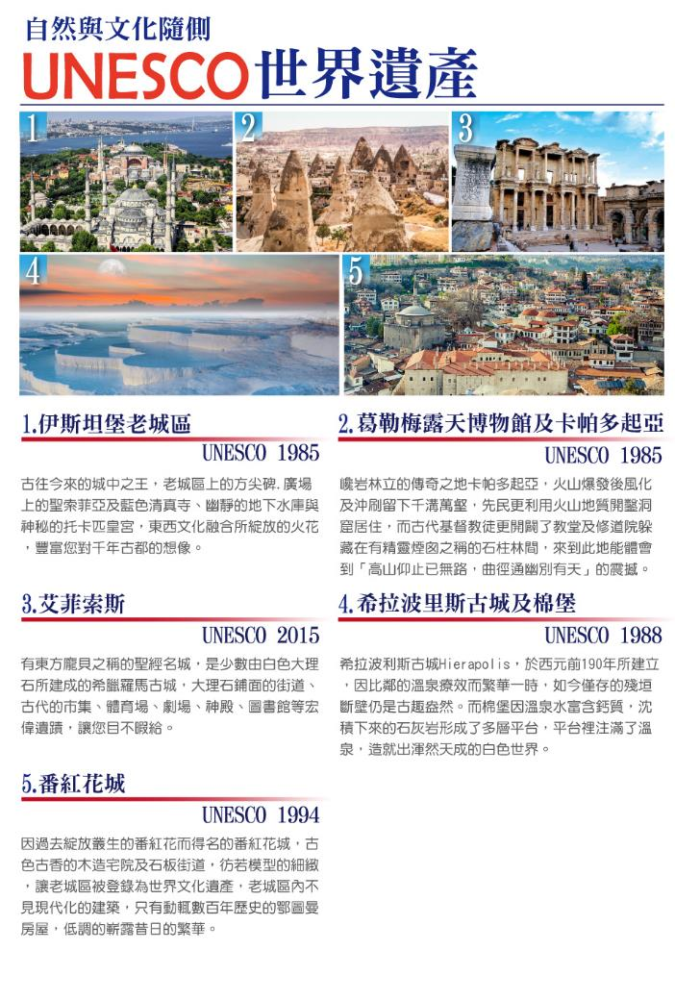 自然與文化隨側
UNESCO世界遺產
1
2
3
4
5
1.伊斯坦堡老城區
UNESCO 1985
古往今來的城中之王，老城區上的方尖碑.廣場
上的聖索菲亞及藍色清真寺、幽靜的地下水庫與
神秘的托卡匹皇宮，東西文化融合所綻放的火花
，豐富您對千年古都的想像。
2.葛勒梅露天博物館及卡帕多起亞
UNESCO 1985
巉岩林立的傳奇之地卡帕多起亞，火山爆發後風化
及沖刷留下千溝萬壑，先民更利用火山地質開鑿洞
窟居住，而古代基督教徒更開闢了教堂及修道院躲
藏在有精靈煙囪之稱的石柱林間，來到此地能體會
到「高山仰止已無路，曲徑通幽別有天」的震撼。
3.艾菲索斯
UNESCO 2015
有東方龐貝之稱的聖經名城，是少數由白色大理
石所建成的希臘羅馬古城，大理石鋪面的街道、
古代的市集、體育場、劇場、神殿、圖書館等宏
偉遺蹟，讓您目不暇給。
4.希拉波里斯古城及棉堡
UNESCO 1988
希拉波利斯古城Hierapolis，於西元前190年所建立
，因比鄰的溫泉療效而繁華一時，如今僅存的殘垣
斷壁仍是古趣盎然。而棉堡因溫泉水富含鈣質，沈
積下來的石灰岩形成了多層平台，平台裡注滿了溫
泉，造就出渾然天成的白色世界。
5.番紅花城
UNESCO 1994
因過去綻放叢生的番紅花而得名的番紅花城，古
色古香的木造宅院及石板街道，彷若模型的細緻
，讓老城區被登錄為世界文化遺產，老城區內不
見現代化的建築，只有動輒數百年歷史的鄂圖曼
房屋，低調的嶄露昔日的繁華。